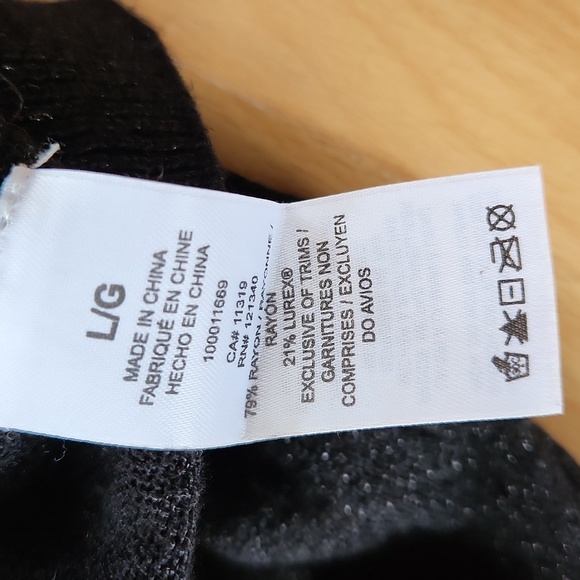 L/G
MADE IN CHINA
FABRIQUÉ EN CHINE
HECHO EN CHINA
100011669
CA# 11319
RN# 121340
79% RAYON / RAYONNE /
RAYON
21% LUREX®
EXCLUSIVE OF TRIMS /
GARNITURES NON
COMPRISES / EXCLUYEN
DO AVIOS